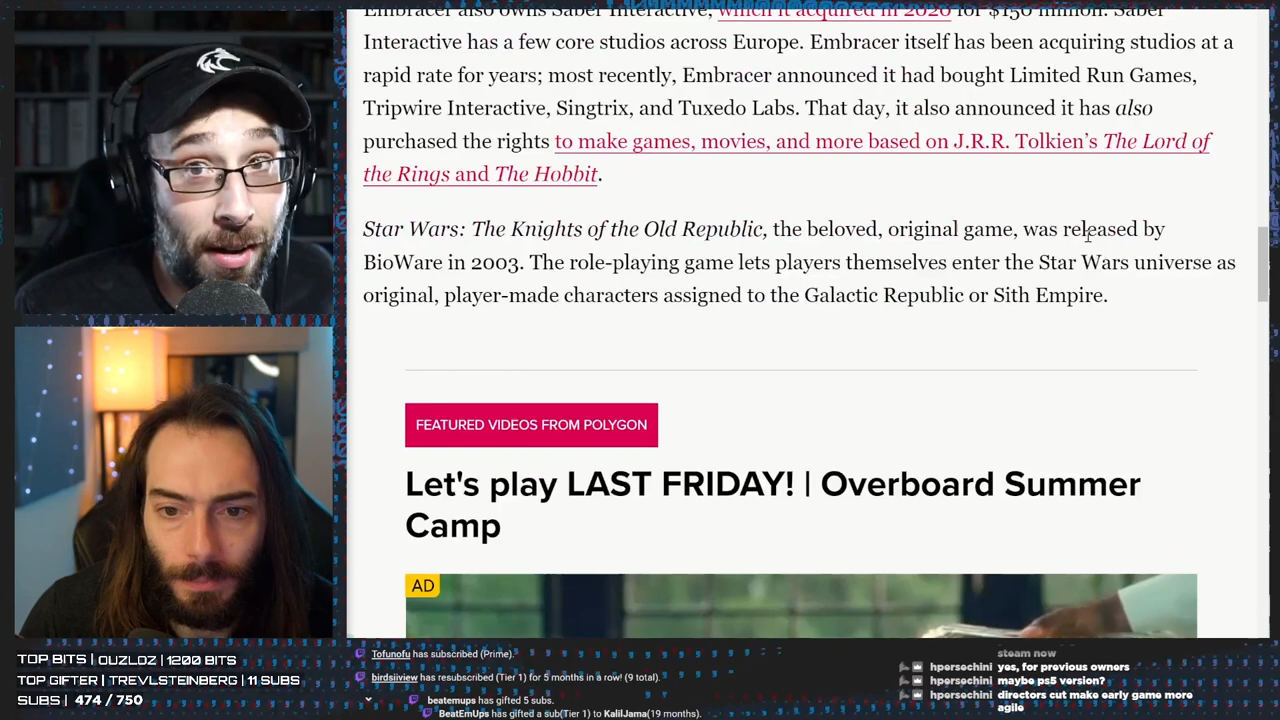 Embracer also owns Saber Interactive, which it acquired in 2020 for $150 million. Saber
Interactive has a few core studios across Europe. Embracer itself has been acquiring studios at a
rapid rate for years; most recently, Embracer announced it had bought Limited Run Games,
Tripwire Interactive, Singtrix, and Tuxedo Labs. That day, it also announced it has also
purchased the rights to make games, movies, and more based on J.R.R. Tolkien’s The Lord of
the Rings and The Hobbit.
Star Wars: The Knights of the Old Republic, the beloved, original game, was released by
BioWare in 2003. The role-playing game lets players themselves enter the Star Wars universe as
original, player-made characters assigned to the Galactic Republic or Sith Empire.
FEATURED VIDEOS FROM POLYGON
Let's play LAST FRIDAY! | Overboard Summer
Camp
AD
TOP BITS | OUZLOZ | 1200 BITS
TOP GIFTER | TREVLSTEINBERG | 11 SUBS
SUBS | 474 / 750
Tofunofu has subscribed (Prime).
birdsiiview has resubscribed (Tier 1) for 5 months in a row! (9 total).
beatemups has gifted 5 subs.
BeatEmUps has gifted a sub(Tier 1) to KalilJama(19 months).
steam now
hpersechini yes, for previous owners
hpersechini maybe ps5 version?
hpersechini directors cut make early game more
agile